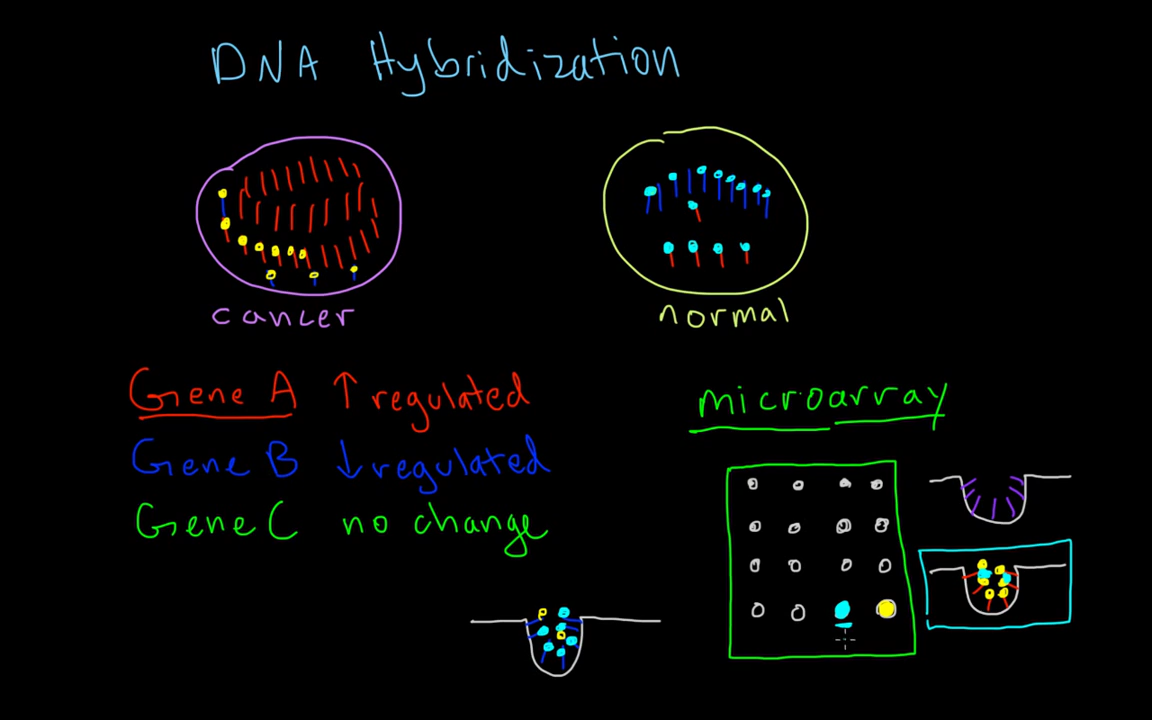 DNA Hybridization
cancer
normal
Gene A ↑ regulated
Gene B ↓ regulated
Gene C no change
microarray